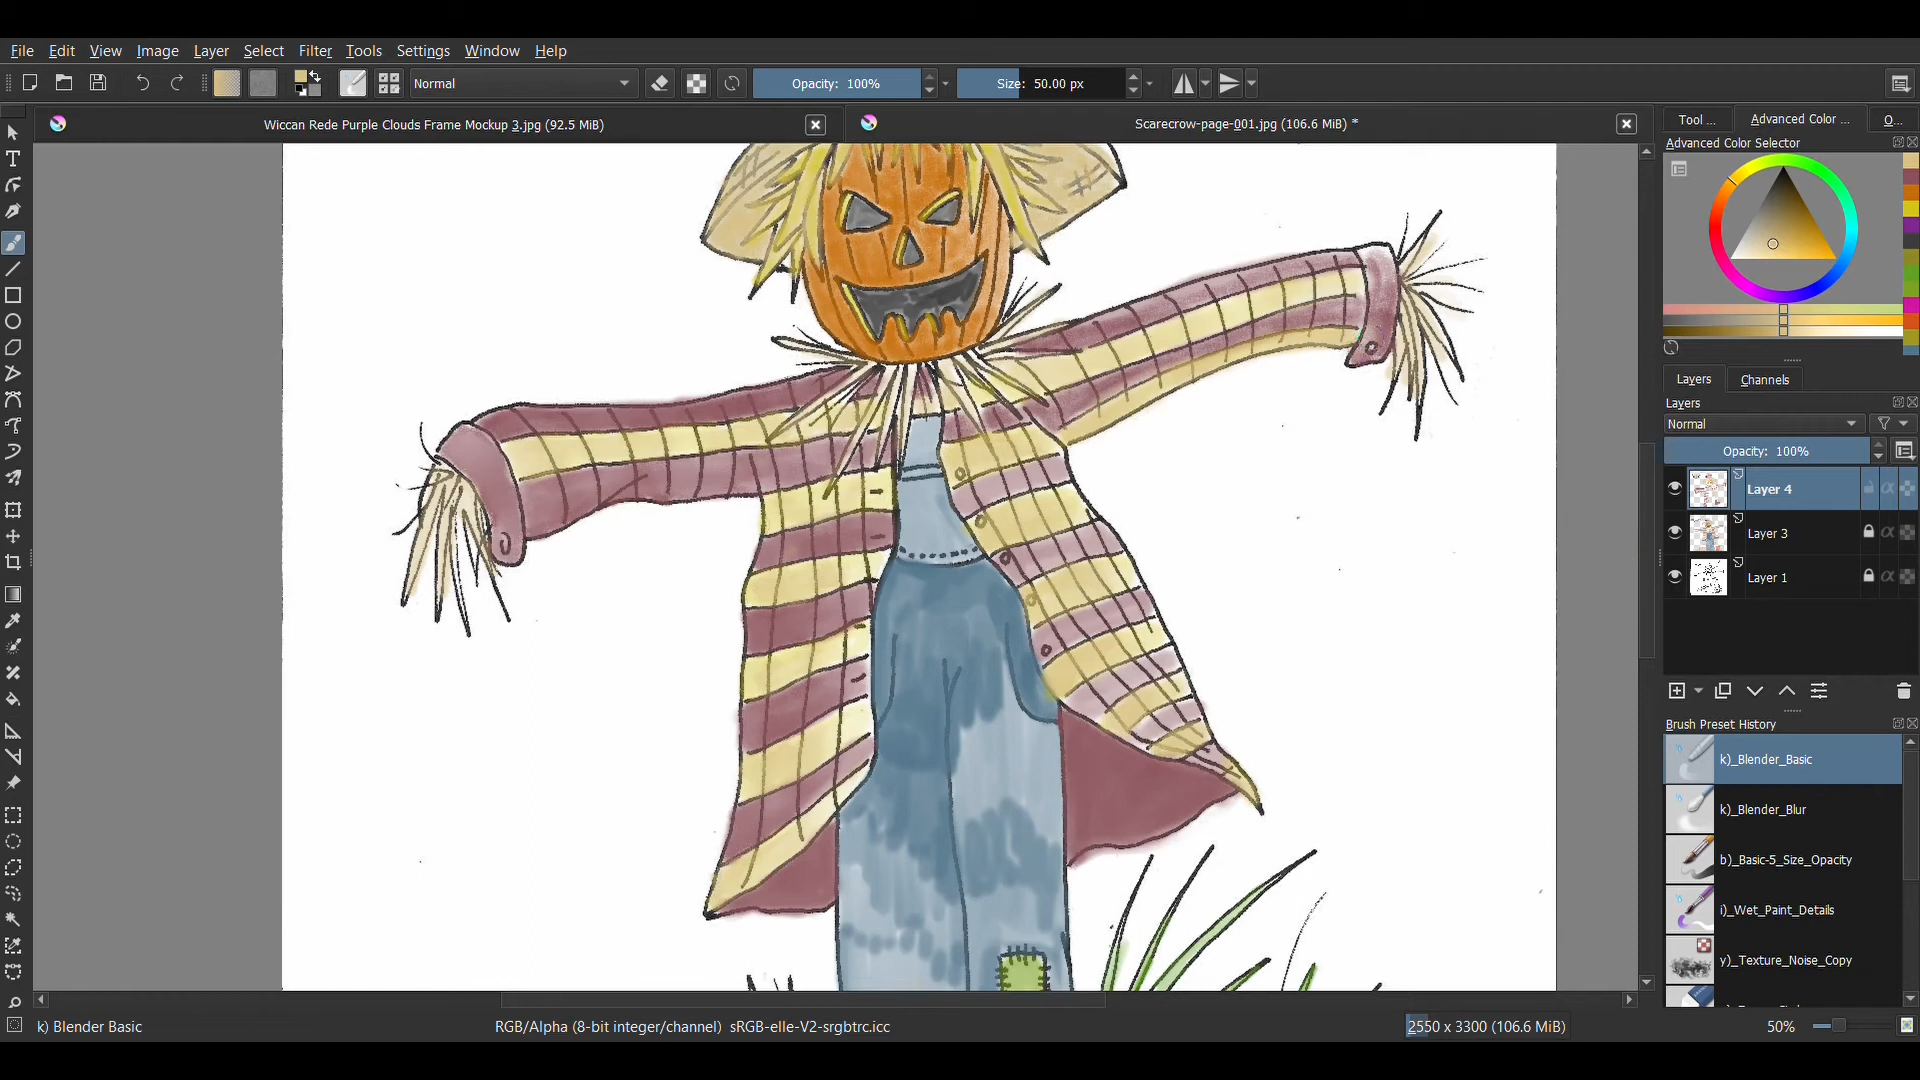 File Edit View Image Layer Select Filter Tools Settings Window Help
Normal Opacity: 100% Size: 50.00 px
Wiccan Rede Purple Clouds Frame Mockup 3.jpg (92.5 MiB) Scarecrow-page-001.jpg (106.6 MiB) * Tool ... Advanced Color ... O...
Advanced Color Selector
Layers Channels
Layers
Normal
Opacity: 100%
Layer 4
Layer 3
Layer 1
Brush Preset History
k)_Blender_Basic
k)_Blender_Blur
b)_Basic-5_Size_Opacity
i)_Wet_Paint_Details
y)_Texture_Noise_Copy
k) Blender Basic RGB/Alpha (8-bit integer/channel) sRGB-elle-V2-srgbtrc.icc 2550 x 3300 (106.6 MiB) 50%